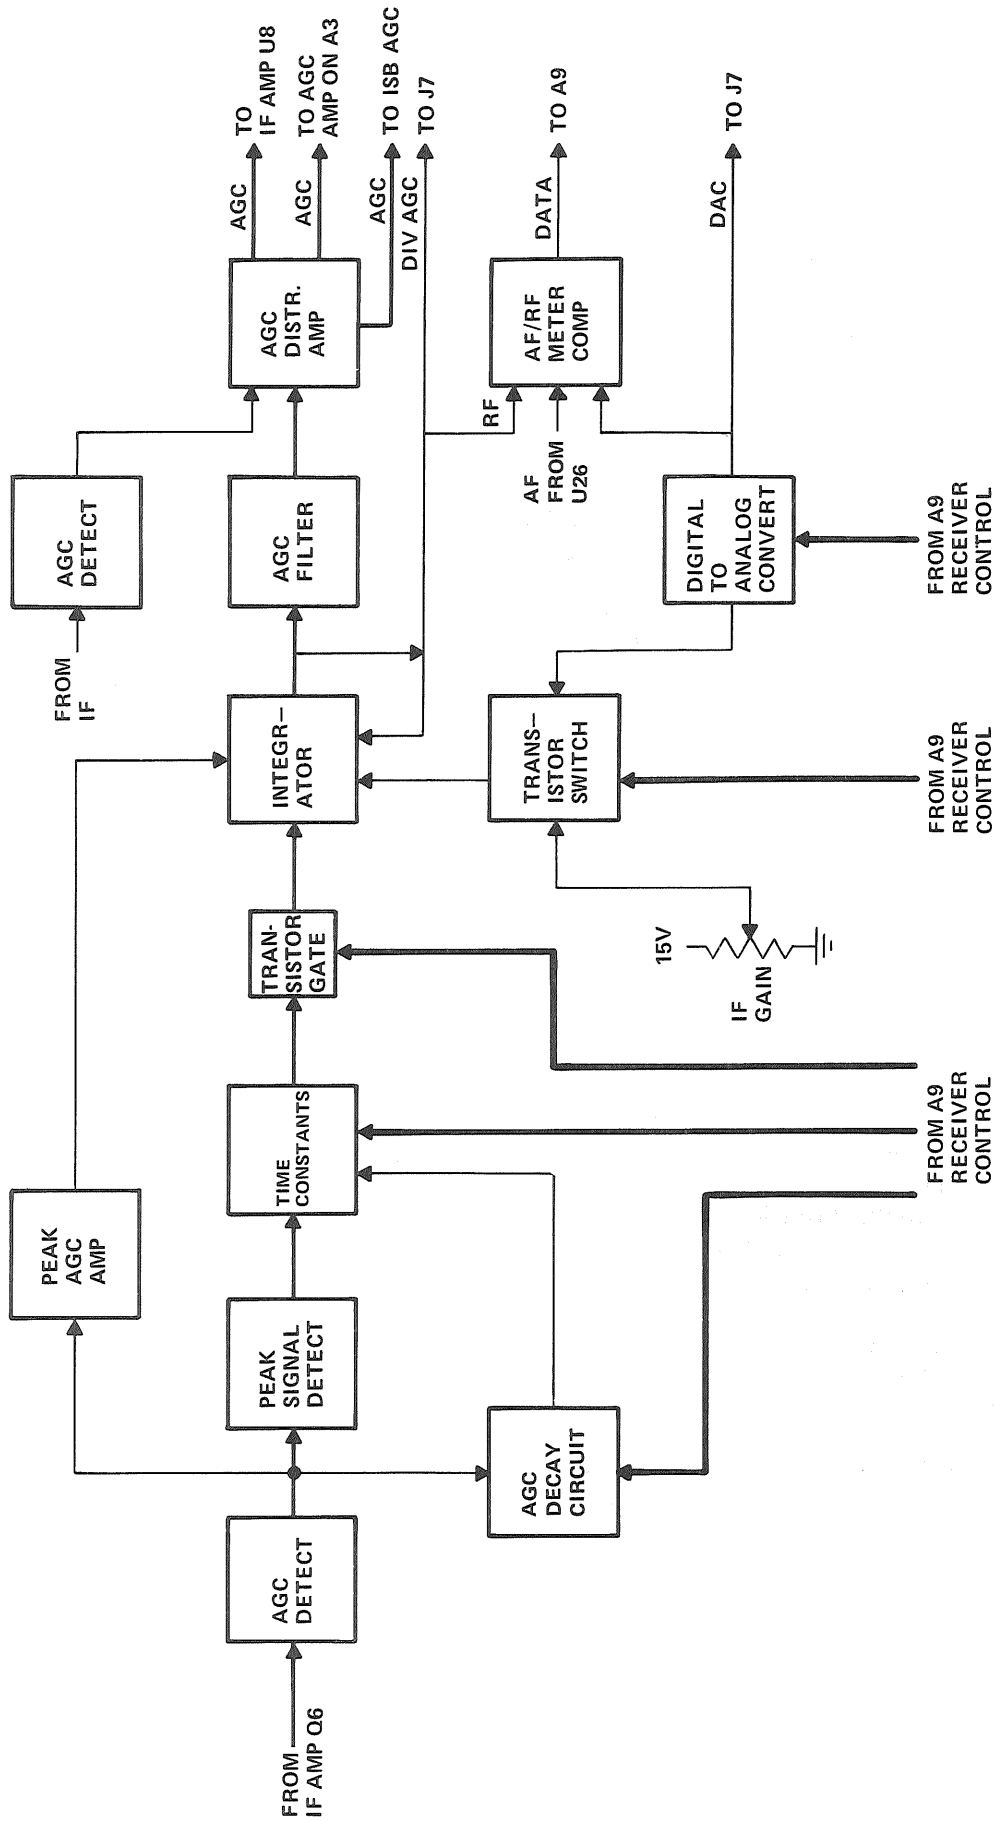 FROM
IF AMP Q6
AGC
DETECT
PEAK
AGC
AMP
PEAK
SIGNAL
DETECT
AGC
DECAY
CIRCUIT
TIME
CONSTANTS
TRAN-
SISTOR
GATE
FROM A9
RECEIVER
CONTROL
15V
IF
GAIN
INTEGR–
ATOR
TRANS–
ISTOR
SWITCH
FROM A9
RECEIVER
CONTROL
FROM
IF
AGC
DETECT
AGC
FILTER
DIGITAL
TO
ANALOG
CONVERT
FROM A9
RECEIVER
CONTROL
AGC
DISTR.
AMP
RF
AF
FROM
U26
AF/RF
METER
COMP
AGC
TO
IF AMP U8
AGC
TO AGC
AMP ON A3
AGC
TO ISB AGC
DIV AGC
TO J7
DATA
TO A9
DAC
TO J7